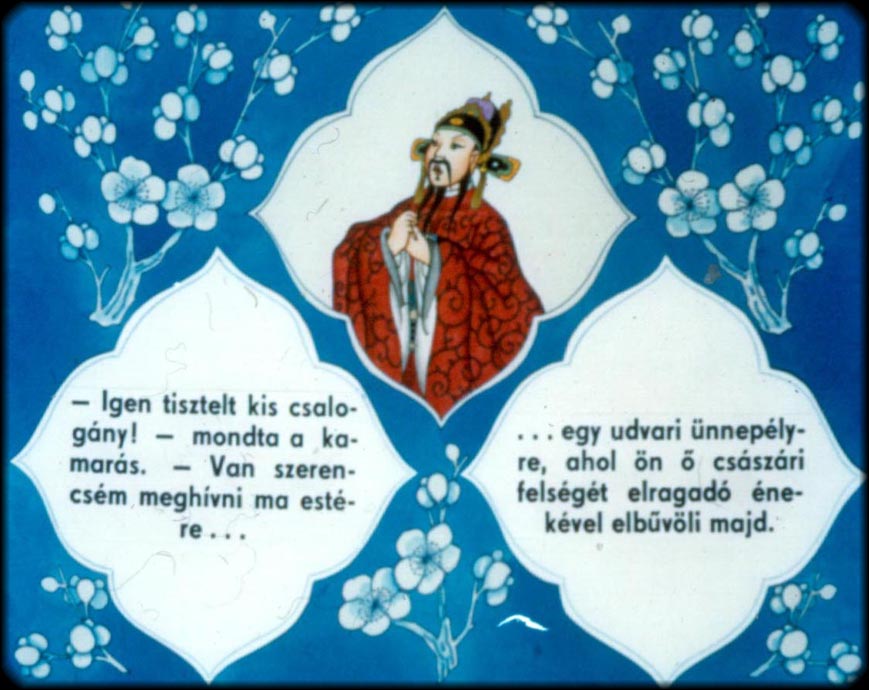 — Igen tisztelt kis csalo-
gány! — mondta a ka-
marás. — Van szeren-
csém meghívni ma esté-
re...
...egy udvari ünnepély-
re, ahol ön ő császári
felségét elragadó éne-
kével elbűvöli majd.